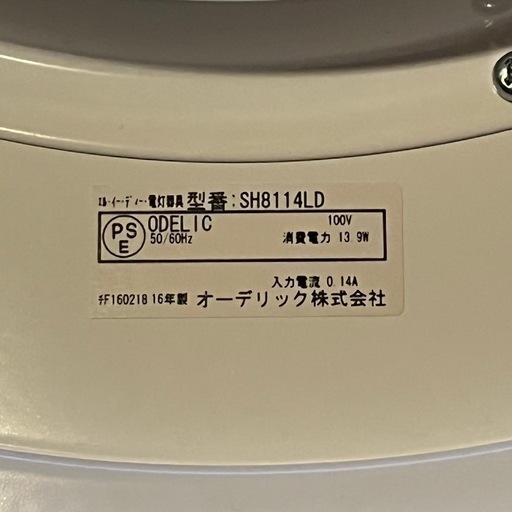 エル・イー・ディー・電灯器具 型番:SH8114LD
PSE ODELIC 100V
50/60Hz 消費電力 13.9W
入力電流 0.14A
チF160218 16年製 オーデリック株式会社